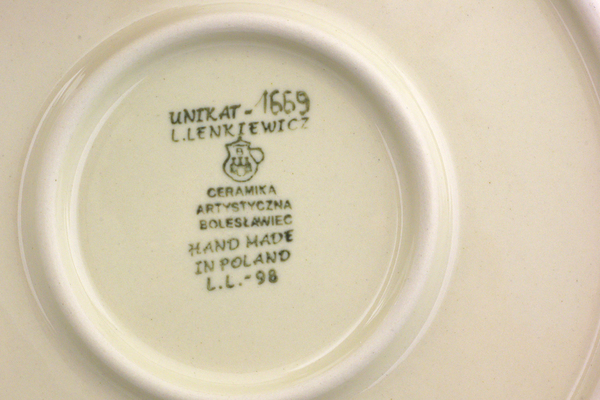 UNIKAT - 1669
L.LENKIEWICZ
CERAMIKA
ARTYSTYCZNA
BOLESŁAWIEC
HAND MADE
IN POLAND
L.L.-98